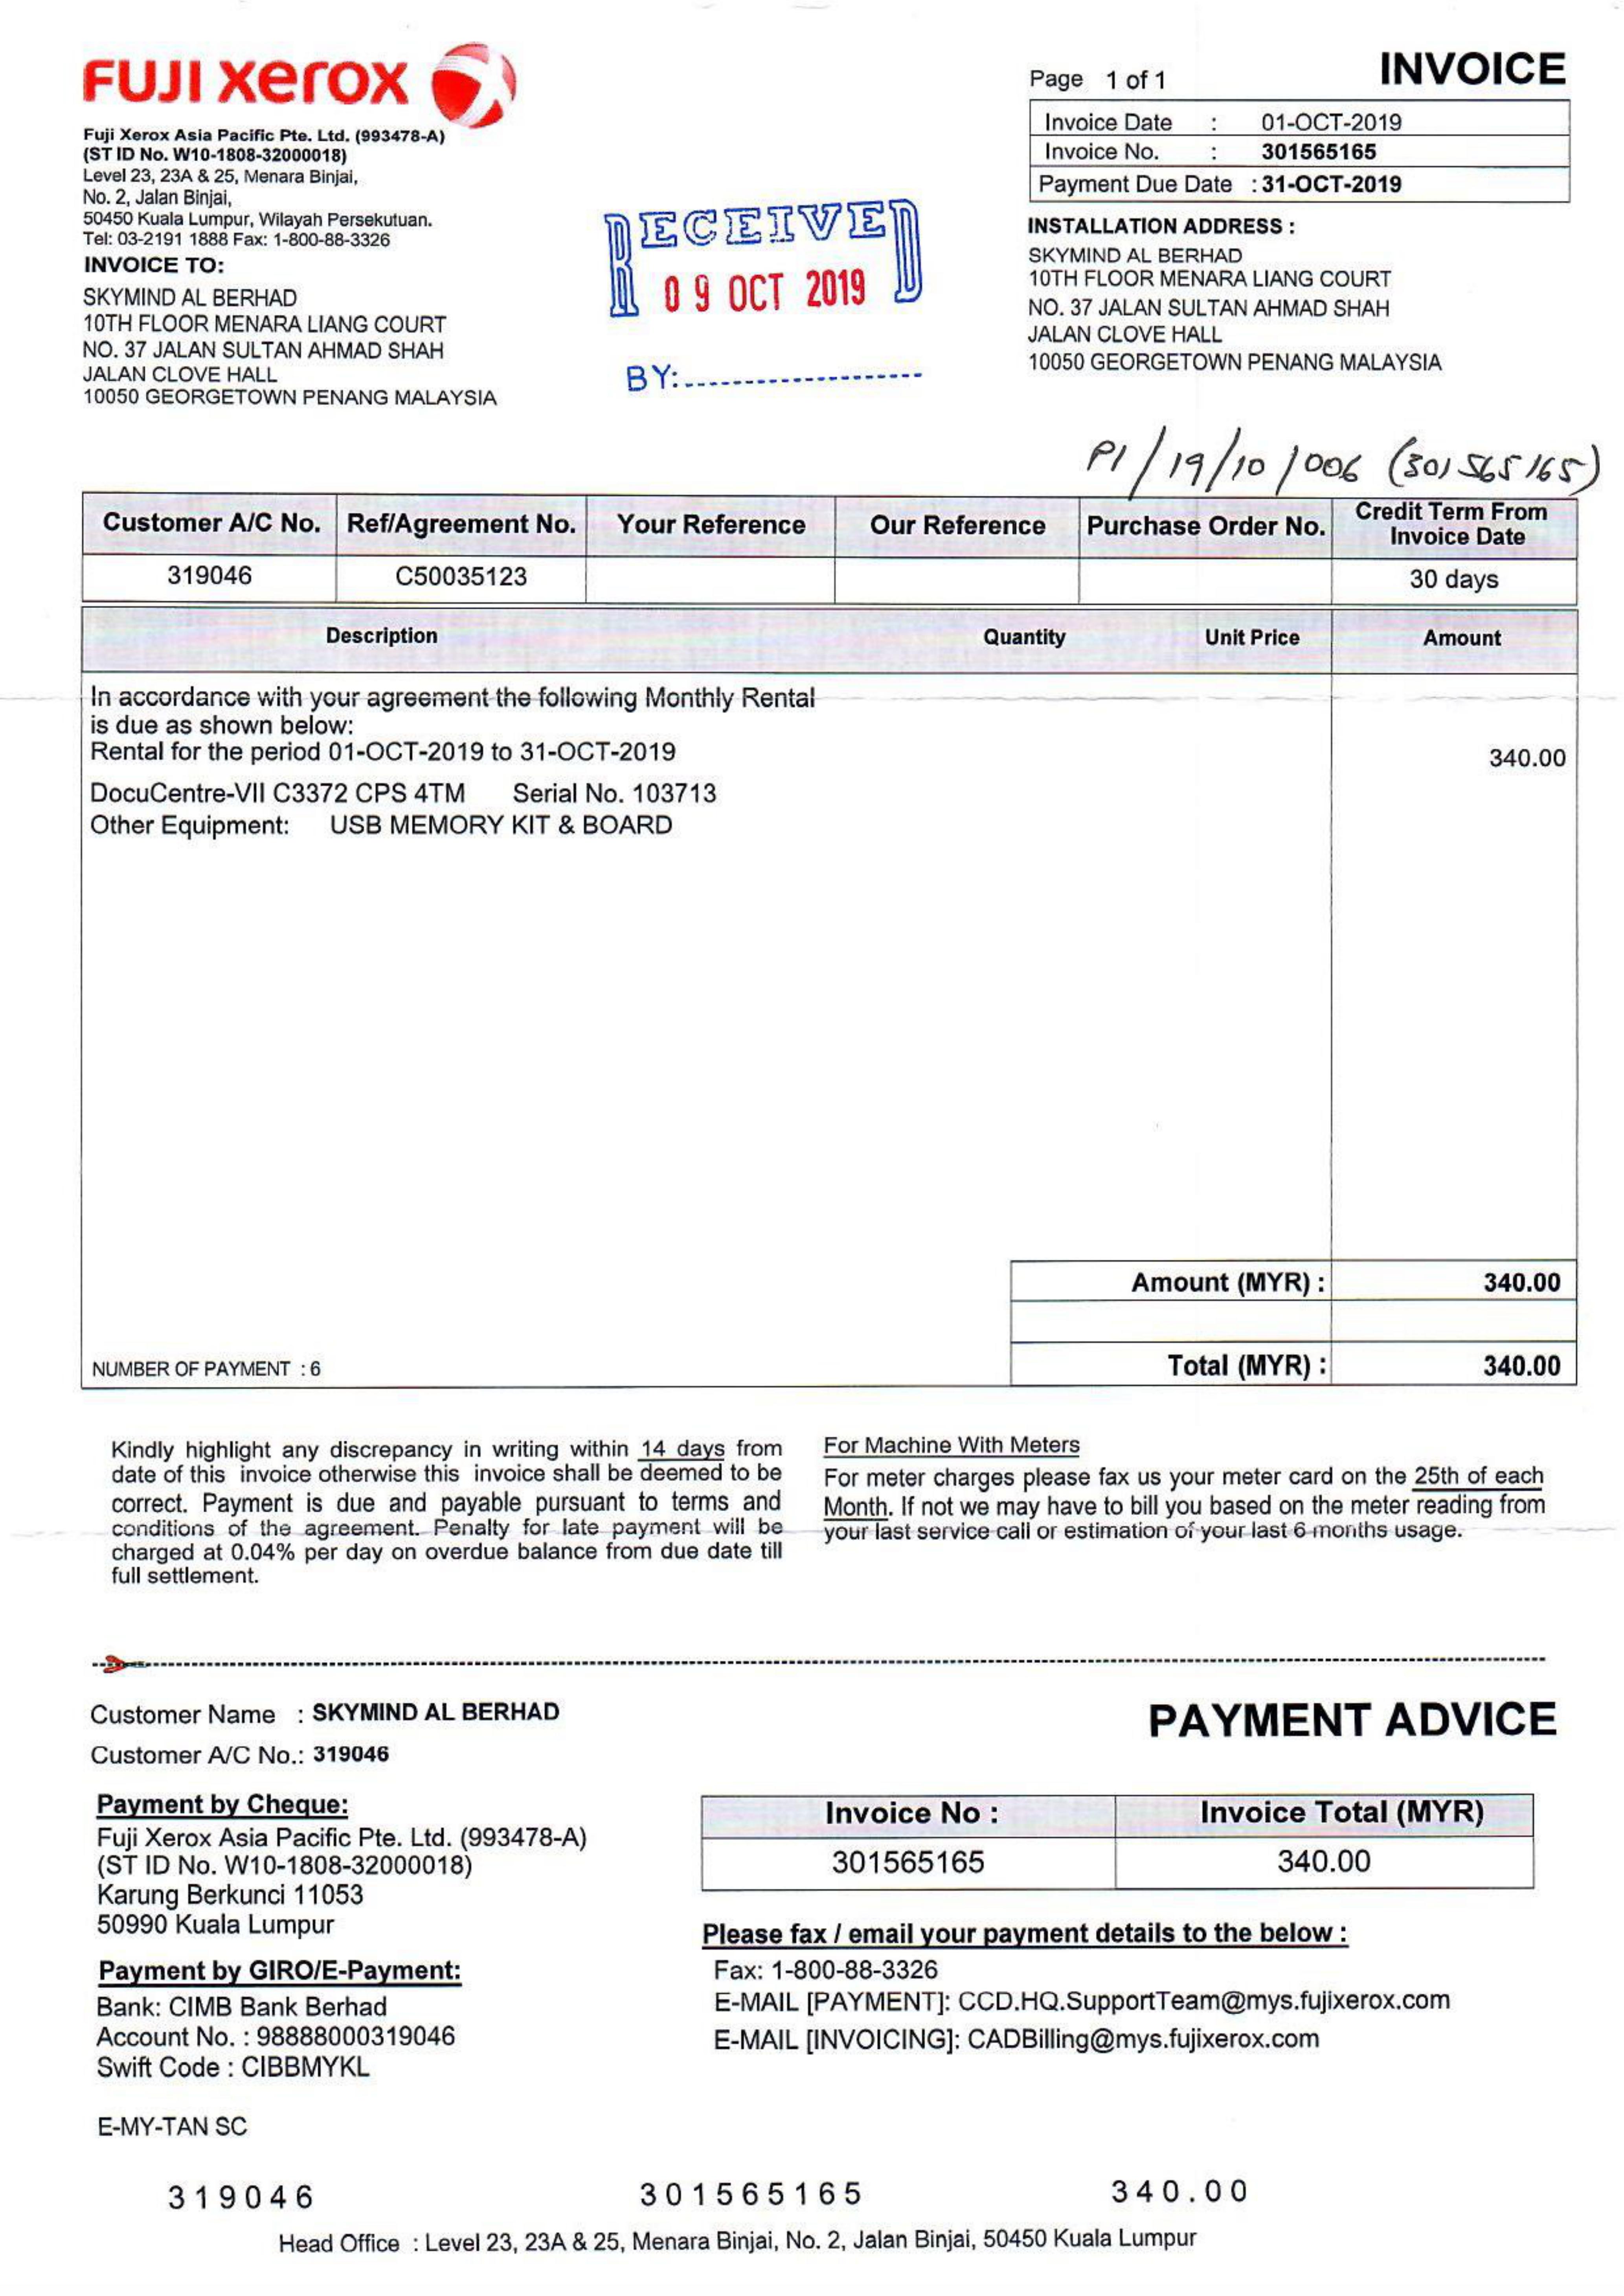 FUJI xerox
Fuji Xerox Asia Pacific Pte. Ltd. (993478-A)
(ST ID No. W10-1808-32000018)
Level 23, 23A & 25, Menara Binjai,
No. 2, Jalan Binjai,
50450 Kuala Lumpur, Wilayah Persekutuan.
Tel: 03-2191 1888 Fax: 1-800-88-3326
INVOICE TO:
SKYMIND AL BERHAD
10TH FLOOR MENARA LIANG COURT
NO. 37 JALAN SULTAN AHMAD SHAH
JALAN CLOVE HALL
10050 GEORGETOWN PENANG MALAYSIA
RECEIVED
09 OCT 2019
BY:
Page 1 of 1
INVOICE
Invoice Date : 01-OCT-2019
Invoice No. : 301565165
Payment Due Date : 31-OCT-2019
INSTALLATION ADDRESS :
SKYMIND AL BERHAD
10TH FLOOR MENARA LIANG COURT
NO. 37 JALAN SULTAN AHMAD SHAH
JALAN CLOVE HALL
10050 GEORGETOWN PENANG MALAYSIA
PI/19/10/006 (301565165)
Customer A/C No. Ref/Agreement No. Your Reference Our Reference Purchase Order No. Credit Term From Invoice Date
319046 C50035123 30 days
Description Quantity Unit Price Amount
In accordance with your agreement the following Monthly Rental
is due as shown below:
Rental for the period 01-OCT-2019 to 31-OCT-2019 340.00
DocuCentre-VII C3372 CPS 4TM Serial No. 103713
Other Equipment: USB MEMORY KIT & BOARD
Amount (MYR) : 340.00
NUMBER OF PAYMENT : 6 Total (MYR) : 340.00
Kindly highlight any discrepancy in writing within 14 days from
date of this invoice otherwise this invoice shall be deemed to be
correct. Payment is due and payable pursuant to terms and
conditions of the agreement. Penalty for late payment will be
charged at 0.04% per day on overdue balance from due date till
full settlement.
For Machine With Meters
For meter charges please fax us your meter card on the 25th of each
Month. If not we may have to bill you based on the meter reading from
your last service call or estimation of your last 6 months usage.
Customer Name : SKYMIND AL BERHAD
Customer A/C No.: 319046
PAYMENT ADVICE
Payment by Cheque:
Fuji Xerox Asia Pacific Pte. Ltd. (993478-A)
(ST ID No. W10-1808-32000018)
Karung Berkunci 11053
50990 Kuala Lumpur
Payment by GIRO/E-Payment:
Bank: CIMB Bank Berhad
Account No. : 98888000319046
Swift Code : CIBBMYKL
E-MY-TAN SC
Invoice No : Invoice Total (MYR)
301565165 340.00
Please fax / email your payment details to the below :
Fax: 1-800-88-3326
E-MAIL [PAYMENT]: CCD.HQ.SupportTeam@mys.fujixerox.com
E-MAIL [INVOICING]: CADBilling@mys.fujixerox.com
319046 301565165 340.00
Head Office : Level 23, 23A & 25, Menara Binjai, No. 2, Jalan Binjai, 50450 Kuala Lumpur